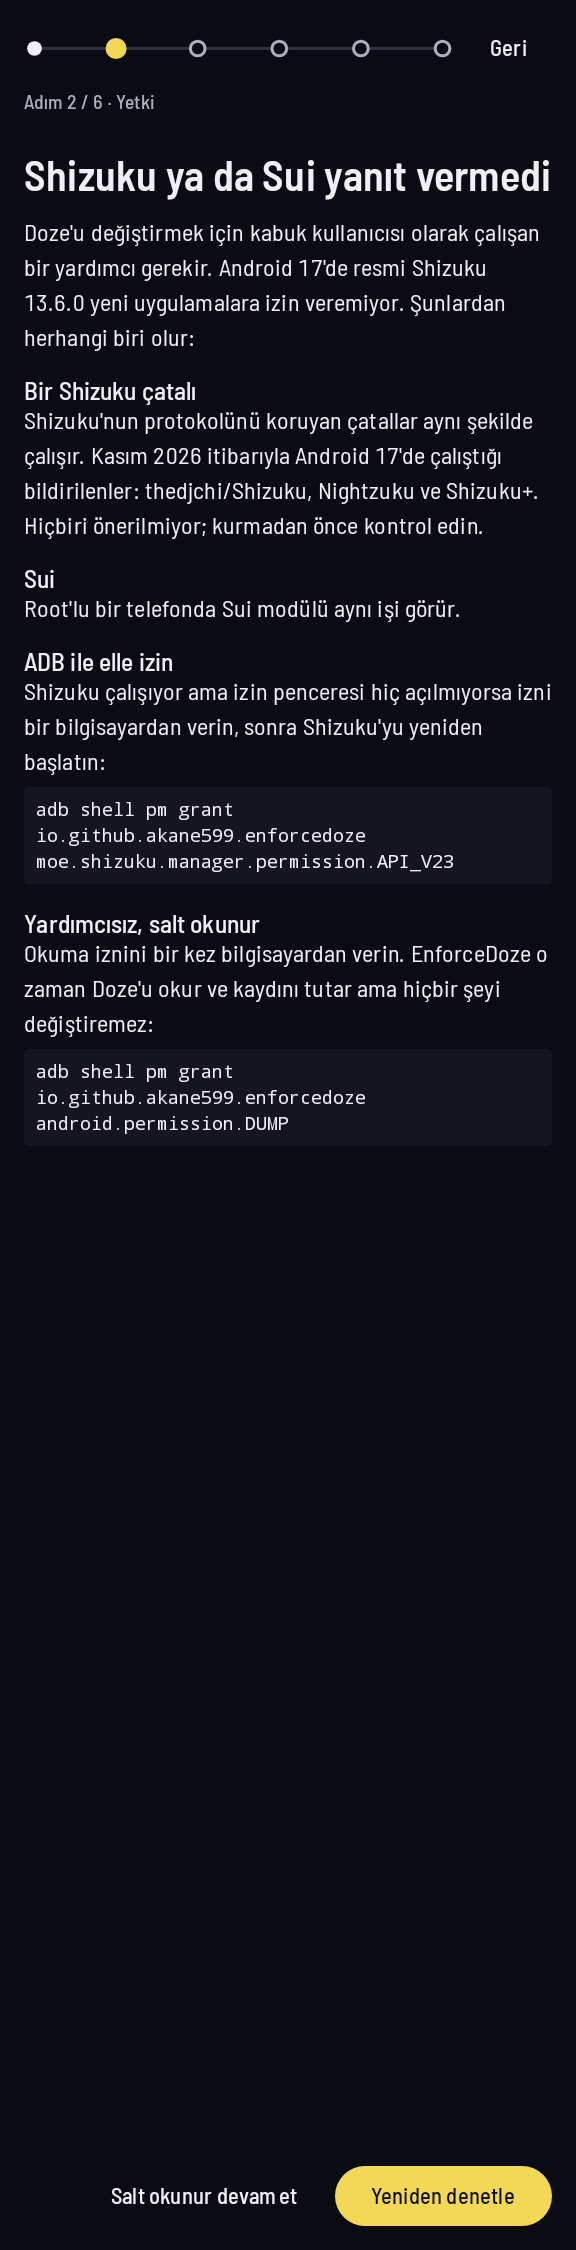 Geri
Adım 2 / 6 · Yetki
Shizuku ya da Sui yanıt vermedi
Doze'u değiştirmek için kabuk kullanıcısı olarak çalışan
bir yardımcı gerekir. Android 17'de resmi Shizuku
13.6.0 yeni uygulamalara izin veremiyor. Şunlardan
herhangi biri olur:
Bir Shizuku çatalı
Shizuku'nun protokolünü koruyan çatallar aynı şekilde
çalışır. Kasım 2026 itibarıyla Android 17'de çalıştığı
bildirilenler: thedjchi/Shizuku, Nightzuku ve Shizuku+.
Hiçbiri önerilmiyor; kurmadan önce kontrol edin.
Sui
Root'lu bir telefonda Sui modülü aynı işi görür.
ADB ile elle izin
Shizuku çalışıyor ama izin penceresi hiç açılmıyorsa izni
bir bilgisayardan verin, sonra Shizuku'yu yeniden
başlatın:
adb shell pm grant
io.github.akane599.enforcedoze
moe.shizuku.manager.permission.API_V23
Yardımcısız, salt okunur
Okuma iznini bir kez bilgisayardan verin. EnforceDoze o
zaman Doze'u okur ve kaydını tutar ama hiçbir şeyi
değiştiremez:
adb shell pm grant
io.github.akane599.enforcedoze
android.permission.DUMP
Salt okunur devam et
Yeniden denetle